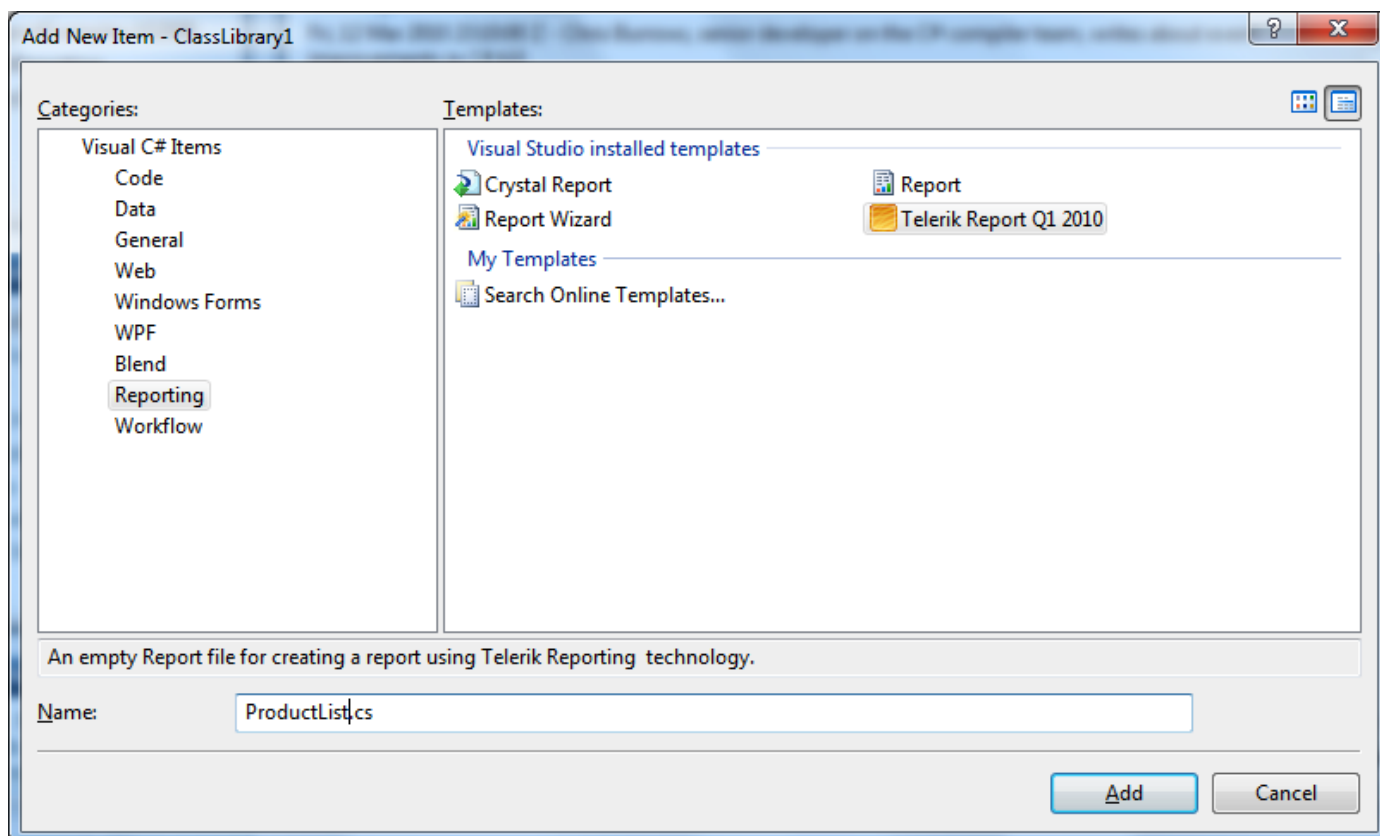 Add New Item - ClassLibrary1
Categories:
Templates:
Visual C# Items
Code
Data
General
Web
Windows Forms
WPF
Blend
Reporting
Workflow
Visual Studio installed templates
Crystal Report
Report
Report Wizard
Telerik Report Q1 2010
My Templates
Search Online Templates...
An empty Report file for creating a report using Telerik Reporting technology.
Name:
ProductList.cs
Add
Cancel